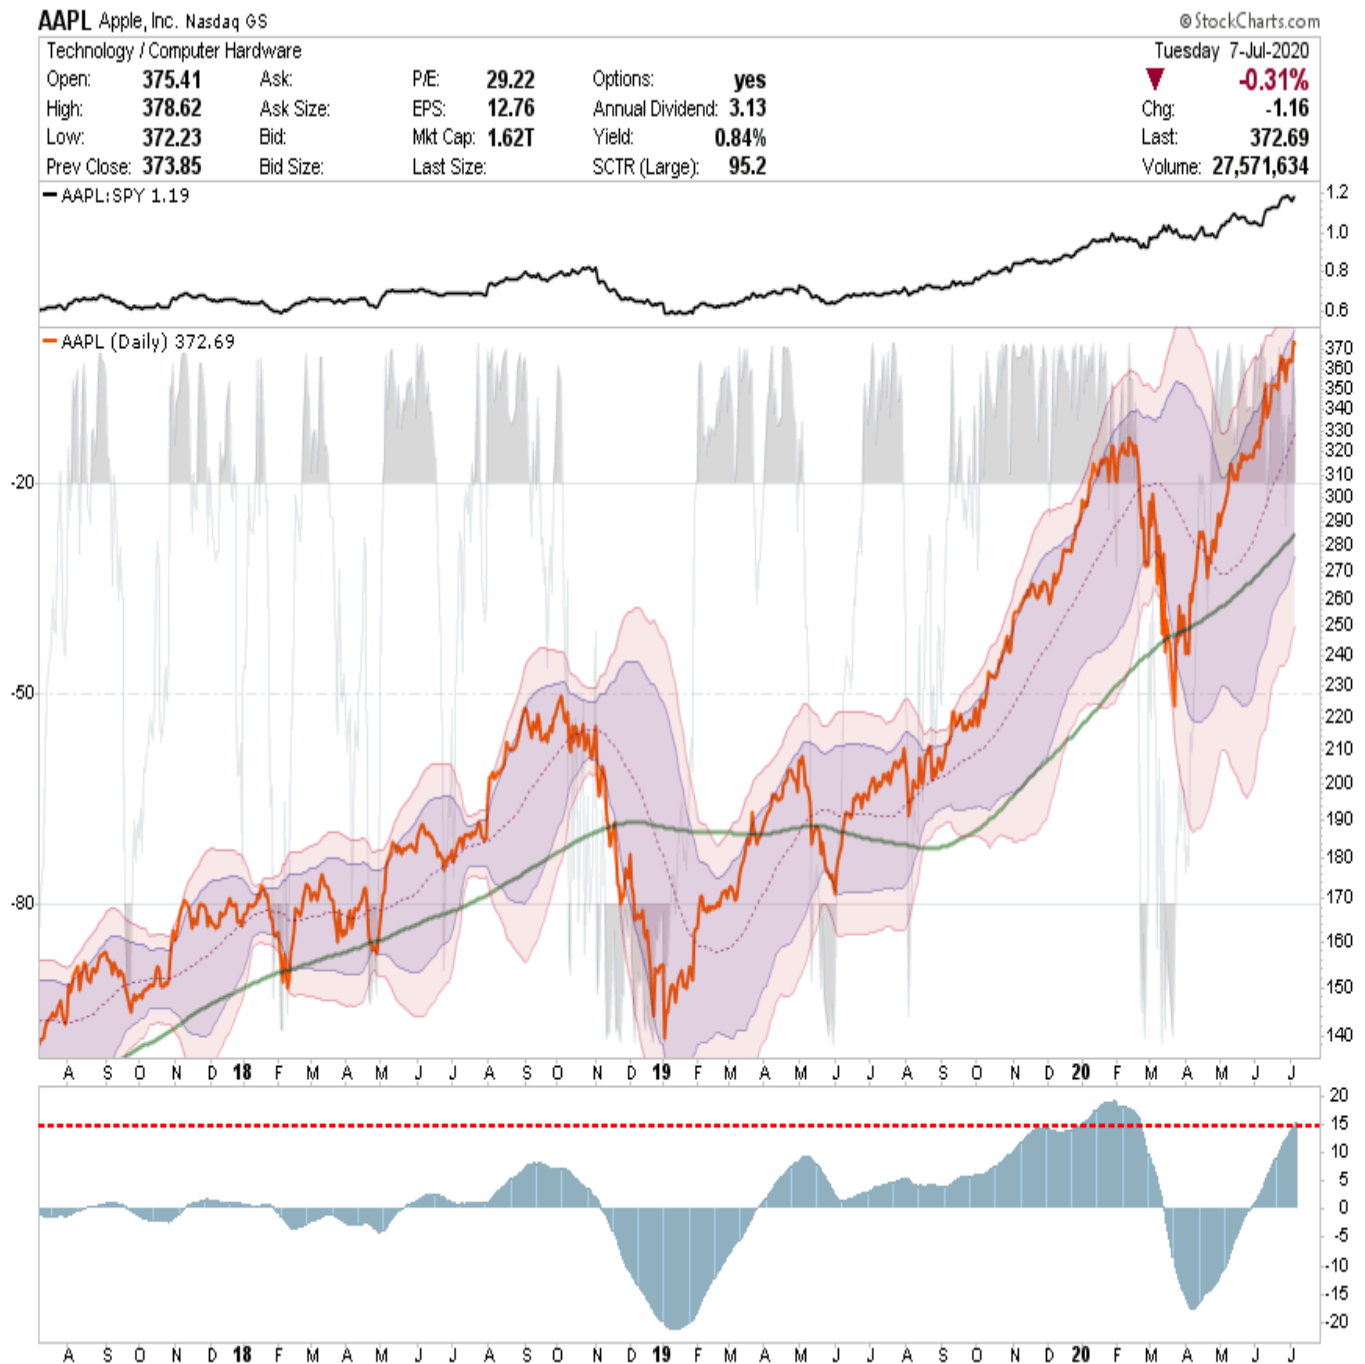 AAPL Apple, Inc. Nasdaq GS
© StockCharts.com
Technology / Computer Hardware
Tuesday 7-Jul-2020
Open: 375.41 Ask: P/E: 29.22 Options: yes
-0.31%
High: 378.62 Ask Size: EPS: 12.76 Annual Dividend: 3.13
Chg: -1.16
Low: 372.23 Bid: Mkt Cap: 1.62T Yield: 0.84%
Last: 372.69
Prev Close: 373.85 Bid Size: Last Size: SCTR (Large): 95.2
Volume: 27,571,634
AAPL:SPY 1.19
1.2
1.0
0.8
0.6
AAPL (Daily) 372.69
370
360
350
340
330
320
310
300
290
280
270
260
250
240
230
220
210
200
190
180
170
160
150
140
-20
-50
-80
A S O N D 18 F M A M J J A S O N D 19 F M A M J J A S O N D 20 F M A M J J
20
15
10
5
0
-5
-10
-15
-20
A S O N D 18 F M A M J J A S O N D 19 F M A M J J A S O N D 20 F M A M J J